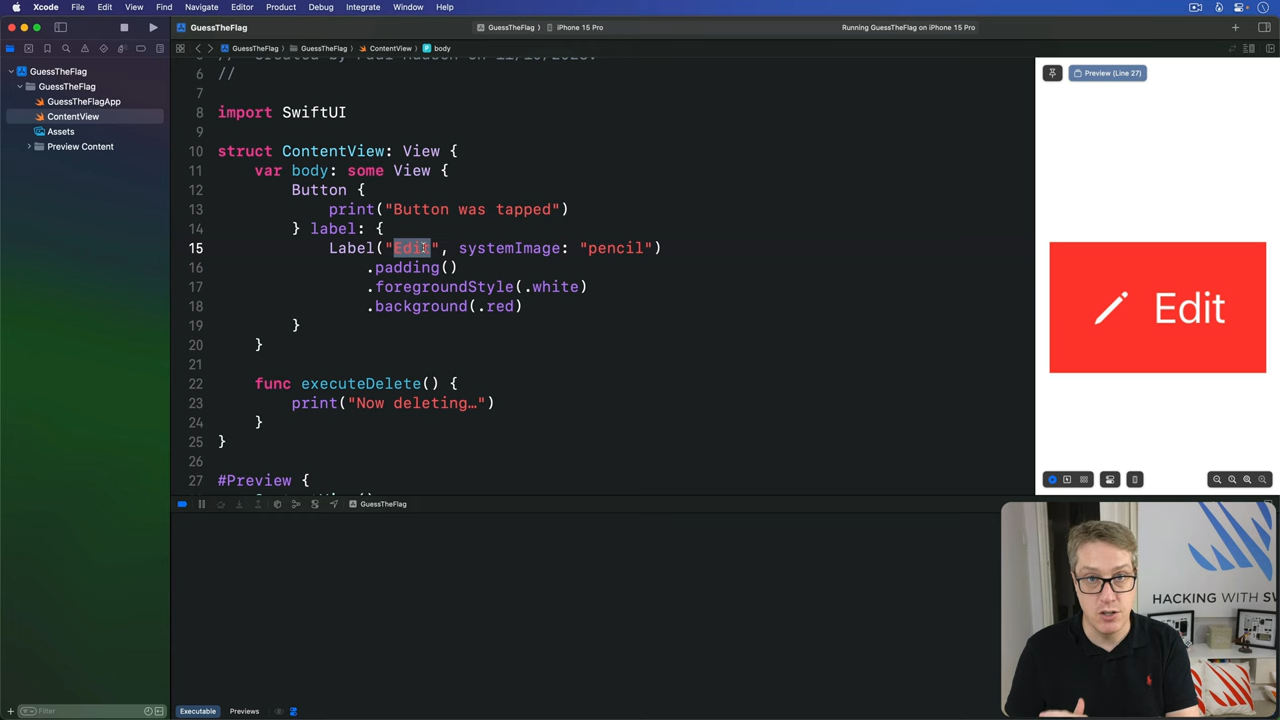 Xcode File Edit View Find Navigate Editor Product Debug Integrate Window Help
GuessTheFlag
GuessTheFlag iPhone 15 Pro
Running GuessTheFlag on iPhone 15 Pro
GuessTheFlag GuessTheFlag ContentView body
GuessTheFlag
GuessTheFlag
GuessTheFlagApp
ContentView
Assets
Preview Content
6 //
7
8 import SwiftUI
9
10 struct ContentView: View {
11 var body: some View {
12 Button {
13 print("Button was tapped")
14 } label: {
15 Label("Edit", systemImage: "pencil")
16 .padding()
17 .foregroundStyle(.white)
18 .background(.red)
19 }
20 }
21
22 func executeDelete() {
23 print("Now deleting…")
24 }
25 }
26
27 #Preview {
Preview (Line 27)
Edit
GuessTheFlag
HACKING WITH SW
Filter
Executable Previews